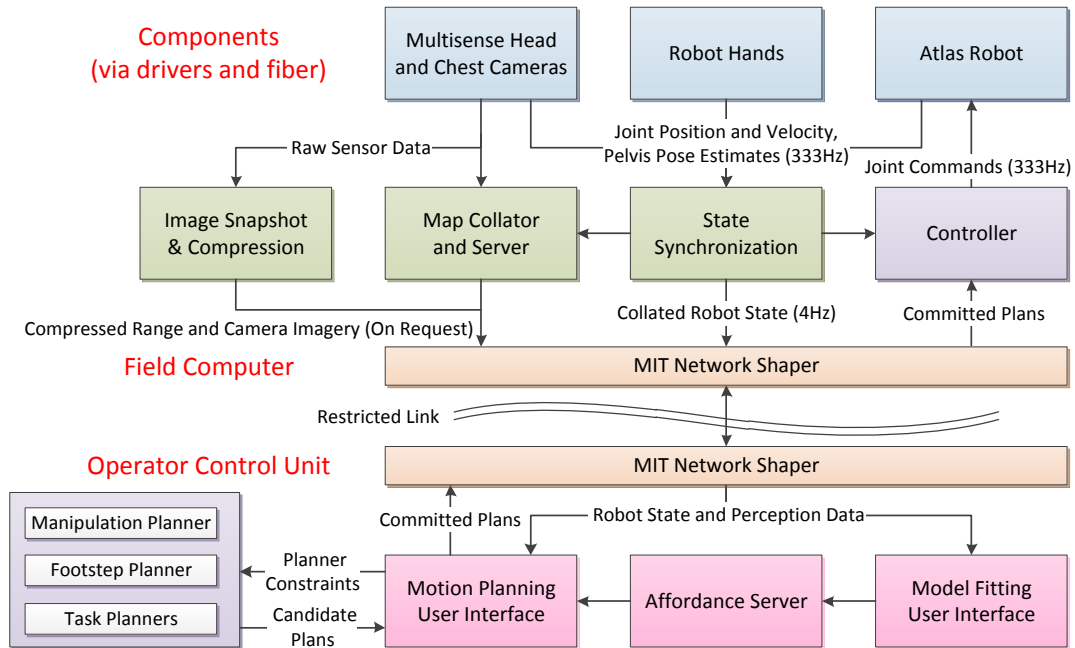 Components
(via drivers and fiber)
Multisense Head
and Chest Cameras
Robot Hands
Atlas Robot
Raw Sensor Data
Joint Position and Velocity,
Pelvis Pose Estimates (333Hz)
Joint Commands (333Hz)
Image Snapshot
& Compression
Map Collator
and Server
State
Synchronization
Controller
Compressed Range and Camera Imagery (On Request)
Collated Robot State (4Hz)
Committed Plans
Field Computer
MIT Network Shaper
Restricted Link
Operator Control Unit
MIT Network Shaper
Manipulation Planner
Footstep Planner
Task Planners
Committed Plans
Robot State and Perception Data
Planner
Constraints
Candidate
Plans
Motion Planning
User Interface
Affordance Server
Model Fitting
User Interface